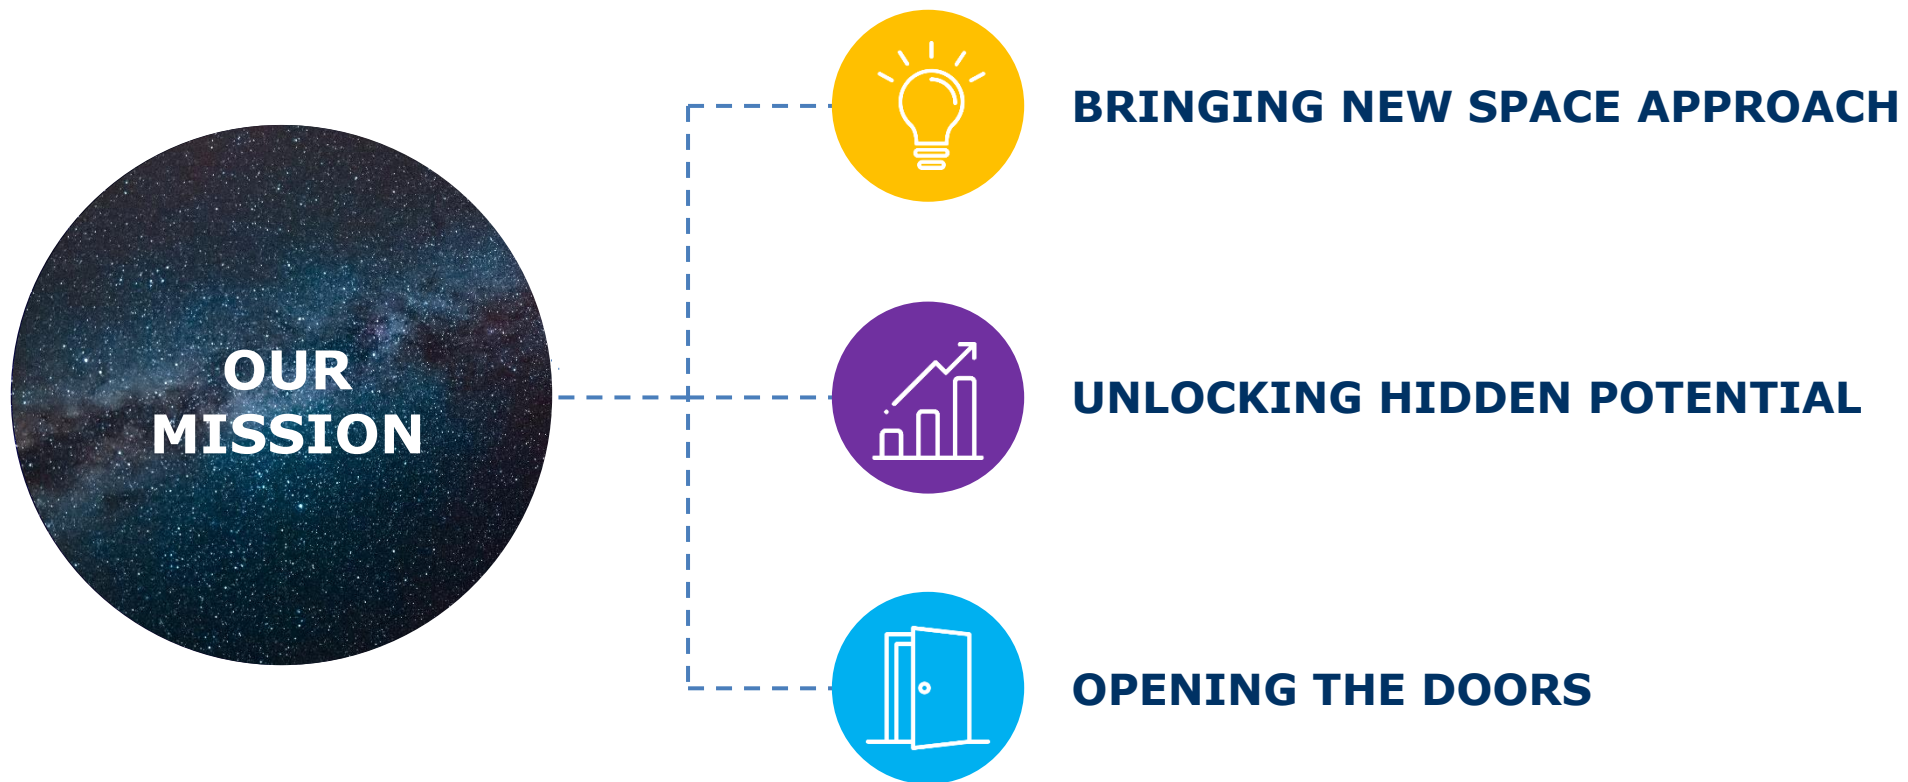 OUR
MISSION
BRINGING NEW SPACE APPROACH
UNLOCKING HIDDEN POTENTIAL
OPENING THE DOORS